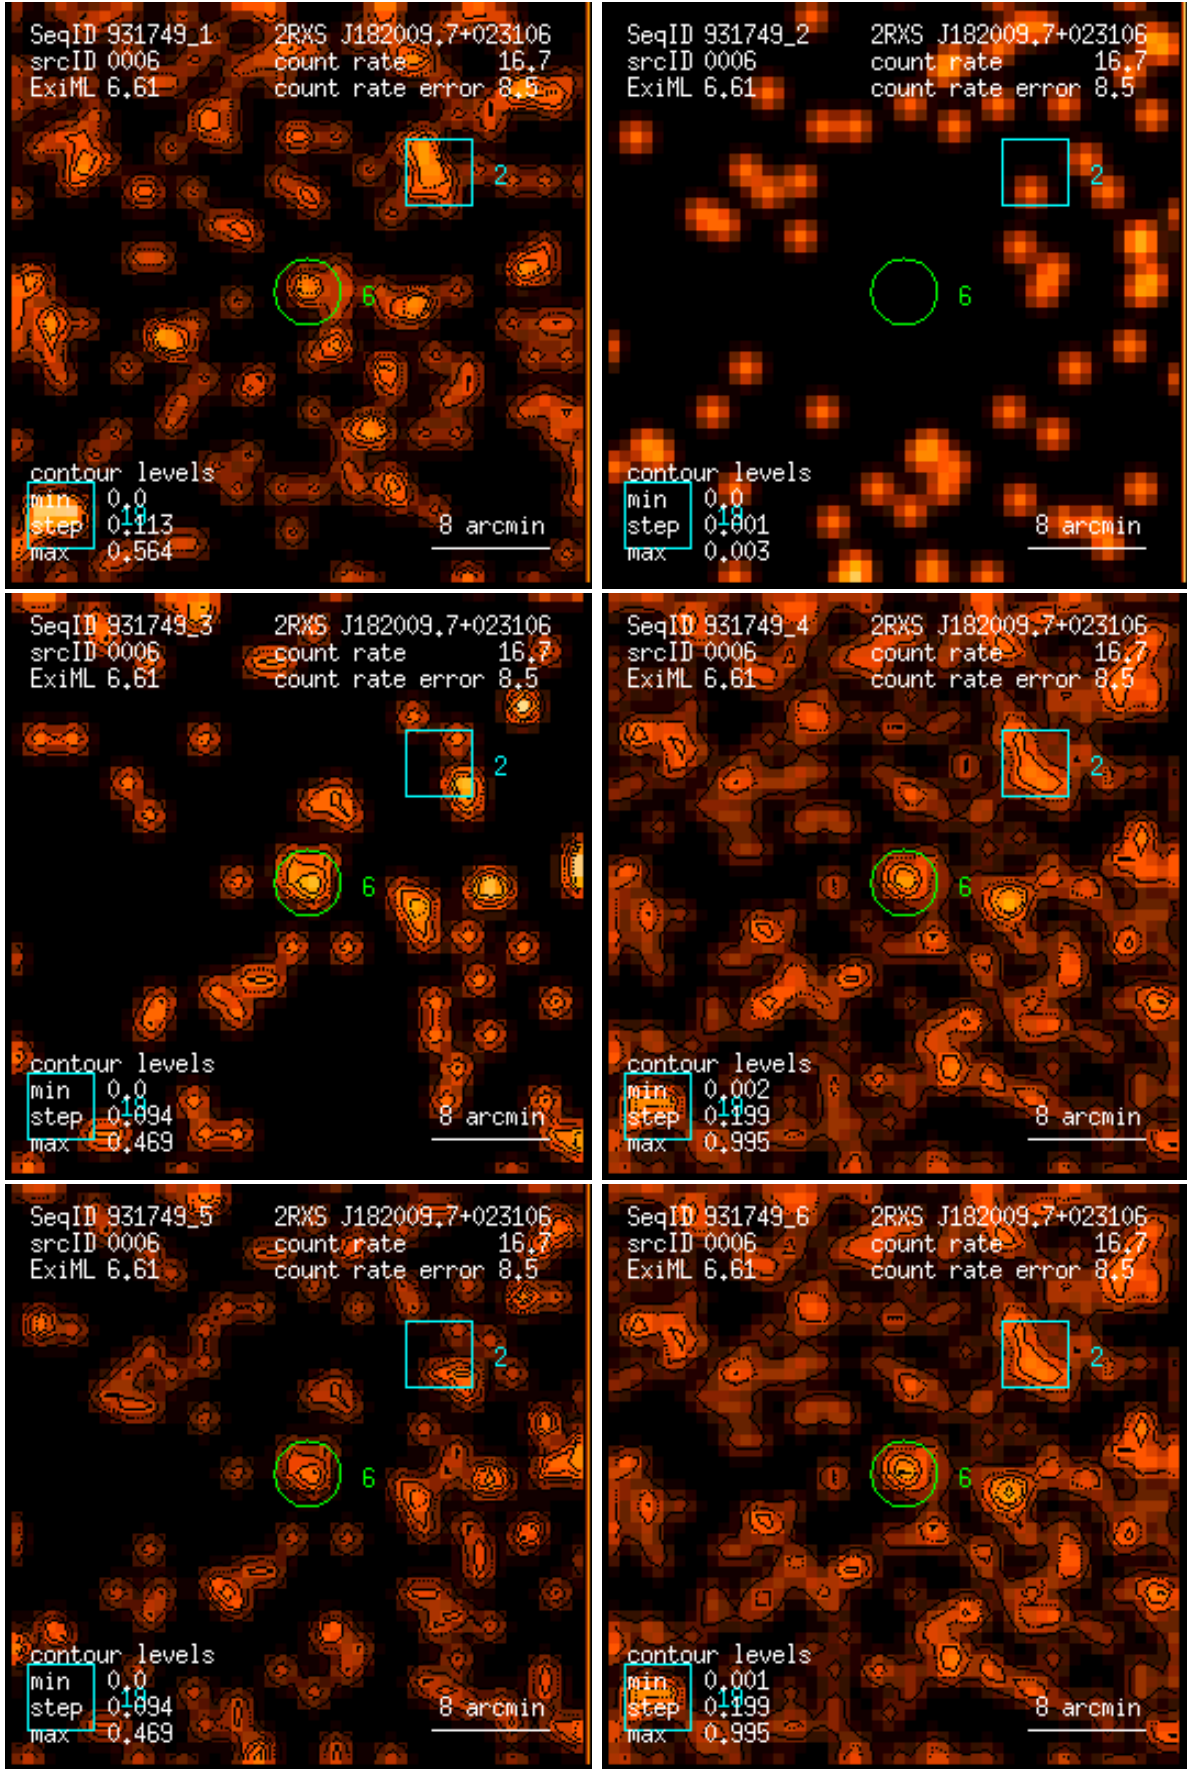 SeqID 931749_1 2RXS J182009.7+023106
srcID 0006 count rate 16.7
ExiML 6.61 count rate error 8.5
2
6
contour levels
min 0.0
19
step 0.113 8 arcmin
max 0.564
SeqID 931749_2 2RXS J182009.7+023106
srcID 0006 count rate 16.7
ExiML 6.61 count rate error 8.5
2
6
contour levels
min 0.0
19
step 0.001 8 arcmin
max 0.003
SeqID 931749_3 2RXS J182009.7+023106
srcID 0006 count rate 16.7
ExiML 6.61 count rate error 8.5
2
6
contour levels
min 0.0
19
step 0.094 8 arcmin
max 0.469
SeqID 931749_4 2RXS J182009.7+023106
srcID 0006 count rate 16.7
ExiML 6.61 count rate error 8.5
2
6
contour levels
min 0.002
19
step 0.199 8 arcmin
max 0.995
SeqID 931749_5 2RXS J182009.7+023106
srcID 0006 count rate 16.7
ExiML 6.61 count rate error 8.5
2
6
contour levels
min 0.0
19
step 0.094 8 arcmin
max 0.469
SeqID 931749_6 2RXS J182009.7+023106
srcID 0006 count rate 16.7
ExiML 6.61 count rate error 8.5
2
6
contour levels
min 0.001
19
step 0.199 8 arcmin
max 0.995